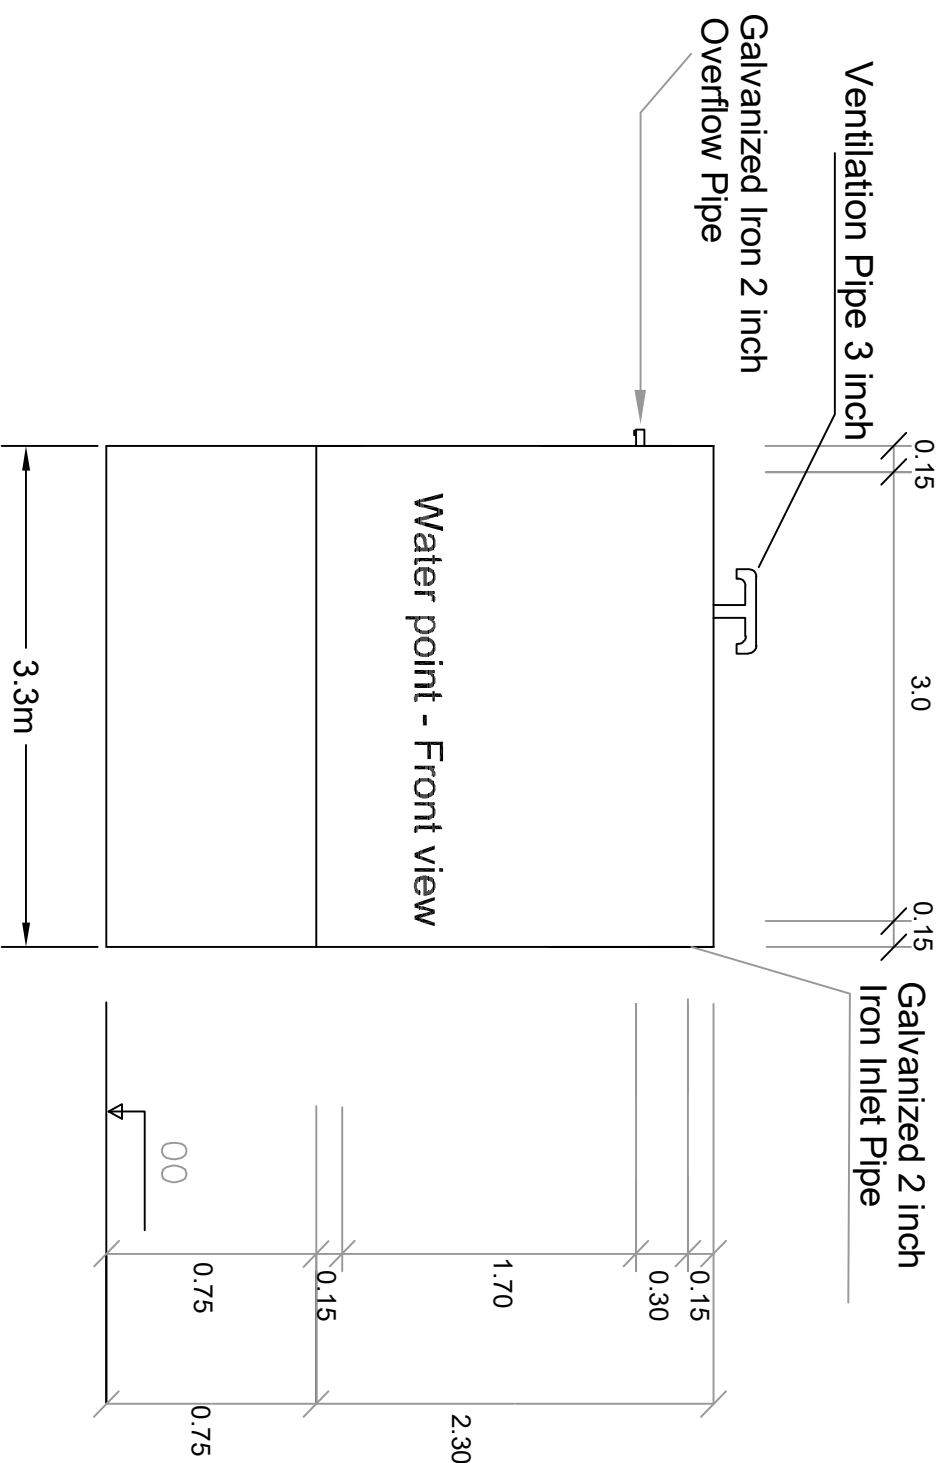 Ventilation Pipe 3 inch
Galvanized Iron 2 inch
Overflow Pipe
0.15
3.0
0.15
Galvanized 2 inch
Iron Inlet Pipe
Water point - Front view
3.3m
00
0.15
0.30
1.70
0.15
0.75
2.30
0.75